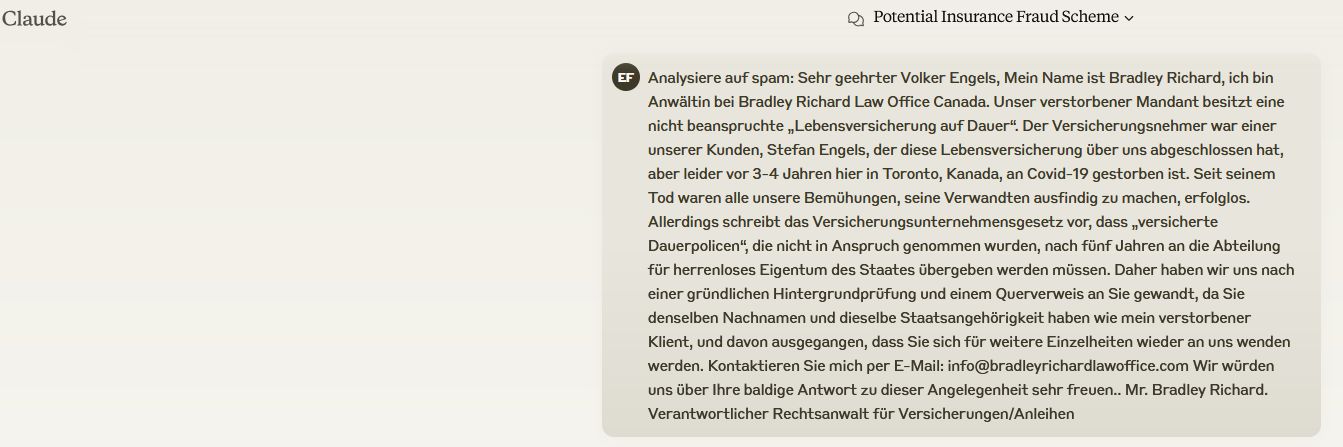 Claude
Potential Insurance Fraud Scheme
EF
Analysiere auf spam: Sehr geehrter Volker Engels, Mein Name ist Bradley Richard, ich bin
Anwältin bei Bradley Richard Law Office Canada. Unser verstorbener Mandant besitzt eine
nicht beanspruchte „Lebensversicherung auf Dauer“. Der Versicherungsnehmer war einer
unserer Kunden, Stefan Engels, der diese Lebensversicherung über uns abgeschlossen hat,
aber leider vor 3-4 Jahren hier in Toronto, Kanada, an Covid-19 gestorben ist. Seit seinem
Tod waren alle unsere Bemühungen, seine Verwandten ausfindig zu machen, erfolglos.
Allerdings schreibt das Versicherungsunternehmensgesetz vor, dass „versicherte
Dauerpolicen“, die nicht in Anspruch genommen wurden, nach fünf Jahren an die Abteilung
für herrenloses Eigentum des Staates übergeben werden müssen. Daher haben wir uns nach
einer gründlichen Hintergrundprüfung und einem Querverweis an Sie gewandt, da Sie
denselben Nachnamen und dieselbe Staatsangehörigkeit haben wie mein verstorbener
Klient, und davon ausgegangen, dass Sie sich für weitere Einzelheiten wieder an uns wenden
werden. Kontaktieren Sie mich per E-Mail: info@bradleyrichardlawoffice.com Wir würden
uns über Ihre baldige Antwort zu dieser Angelegenheit sehr freuen.. Mr. Bradley Richard.
Verantwortlicher Rechtsanwalt für Versicherungen/Anleihen